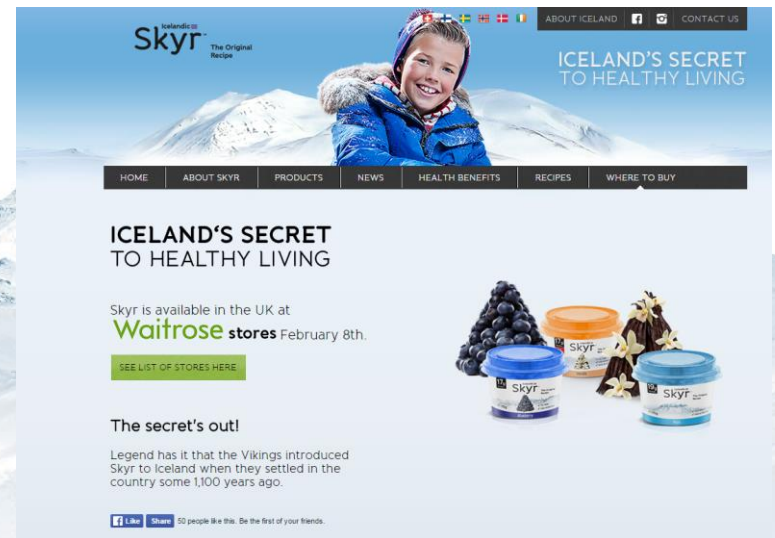 Icelandic
Skyr
The Original
Recipe
ABOUT ICELAND
CONTACT US
ICELAND'S SECRET
TO HEALTHY LIVING
HOME
ABOUT SKYR
PRODUCTS
NEWS
HEALTH BENEFITS
RECIPES
WHERE TO BUY
ICELAND'S SECRET
TO HEALTHY LIVING
Skyr is available in the UK at
Waitrose stores February 8th.
SEE LIST OF STORES HERE
Skyr
Skyr
Skyr
The secret's out!
Legend has it that the Vikings introduced
Skyr to Iceland when they settled in the
country some 1,100 years ago.
Like Share 50 people like this. Be the first of your friends.